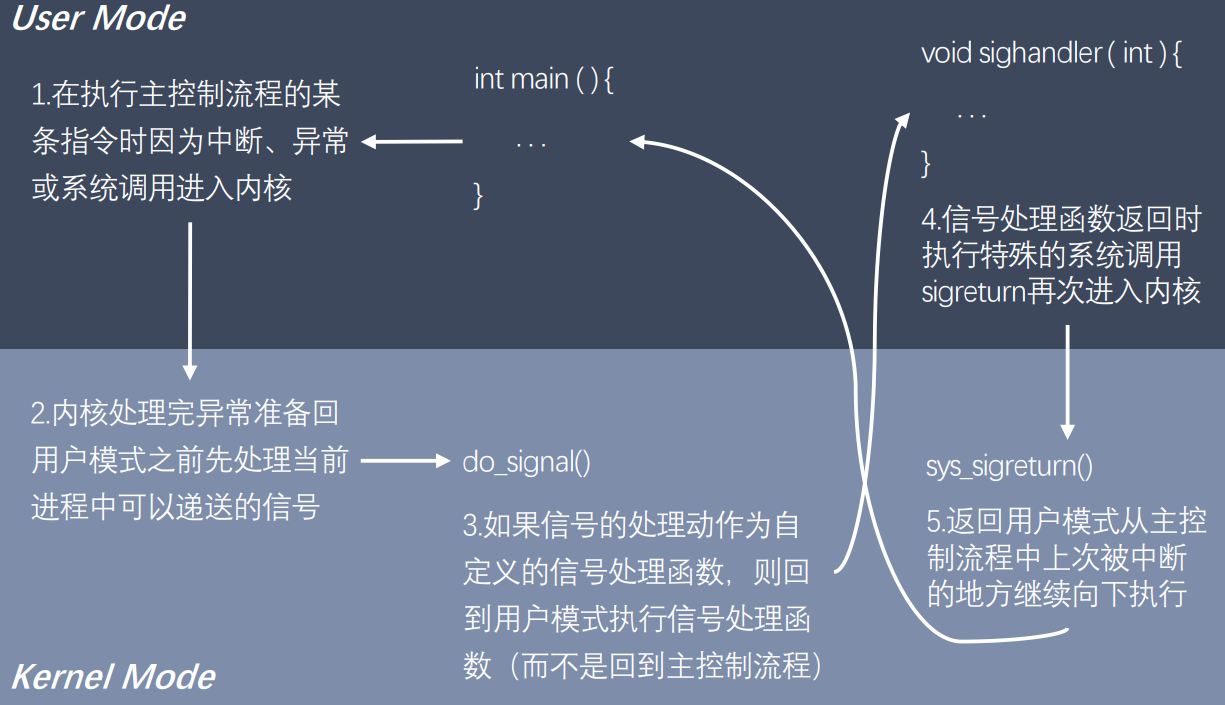 User Mode
int main ( ) {
. . .
}
1.在执行主控制流程的某
条指令时因为中断、异常
或系统调用进入内核
2.内核处理完异常准备回
用户模式之前先处理当前
进程中可以递送的信号
do_signal()
3.如果信号的处理动作为自
定义的信号处理函数，则回
到用户模式执行信号处理函
数（而不是回到主控制流程）
void sighandler ( int ) {
. . .
}
4.信号处理函数返回时
执行特殊的系统调用
sigreturn再次进入内核
sys_sigreturn()
5.返回用户模式从主控
制流程中上次被中断
的地方继续向下执行
Kernel Mode